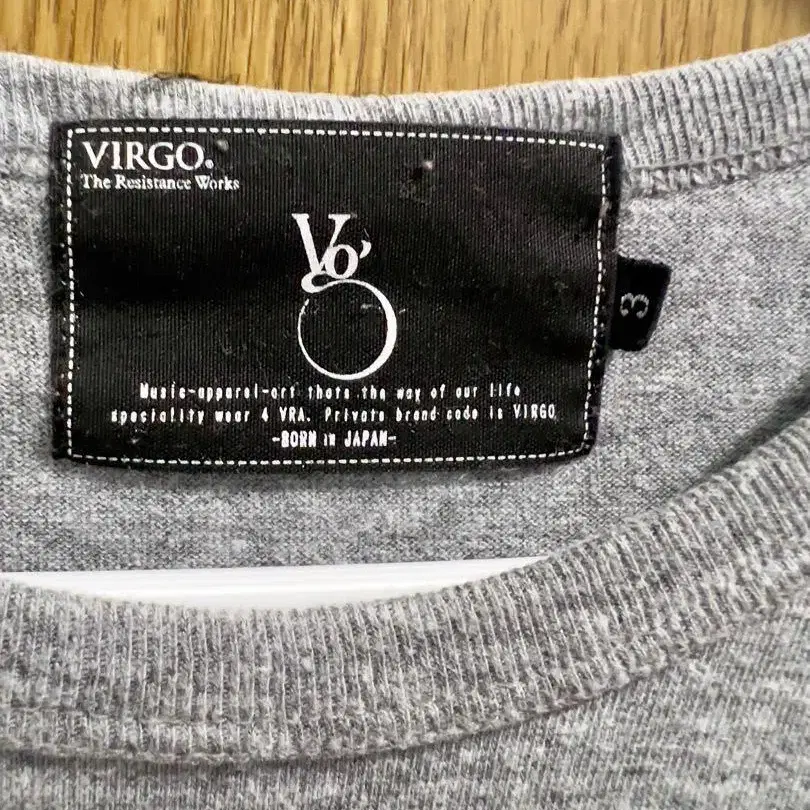 VIRGO.
The Resistance Works
Vo'
Music-apparel-art thats the way of our life
speciality wear 4 VRA. Private brand code is VIRGO
-BORN in JAPAN-
3